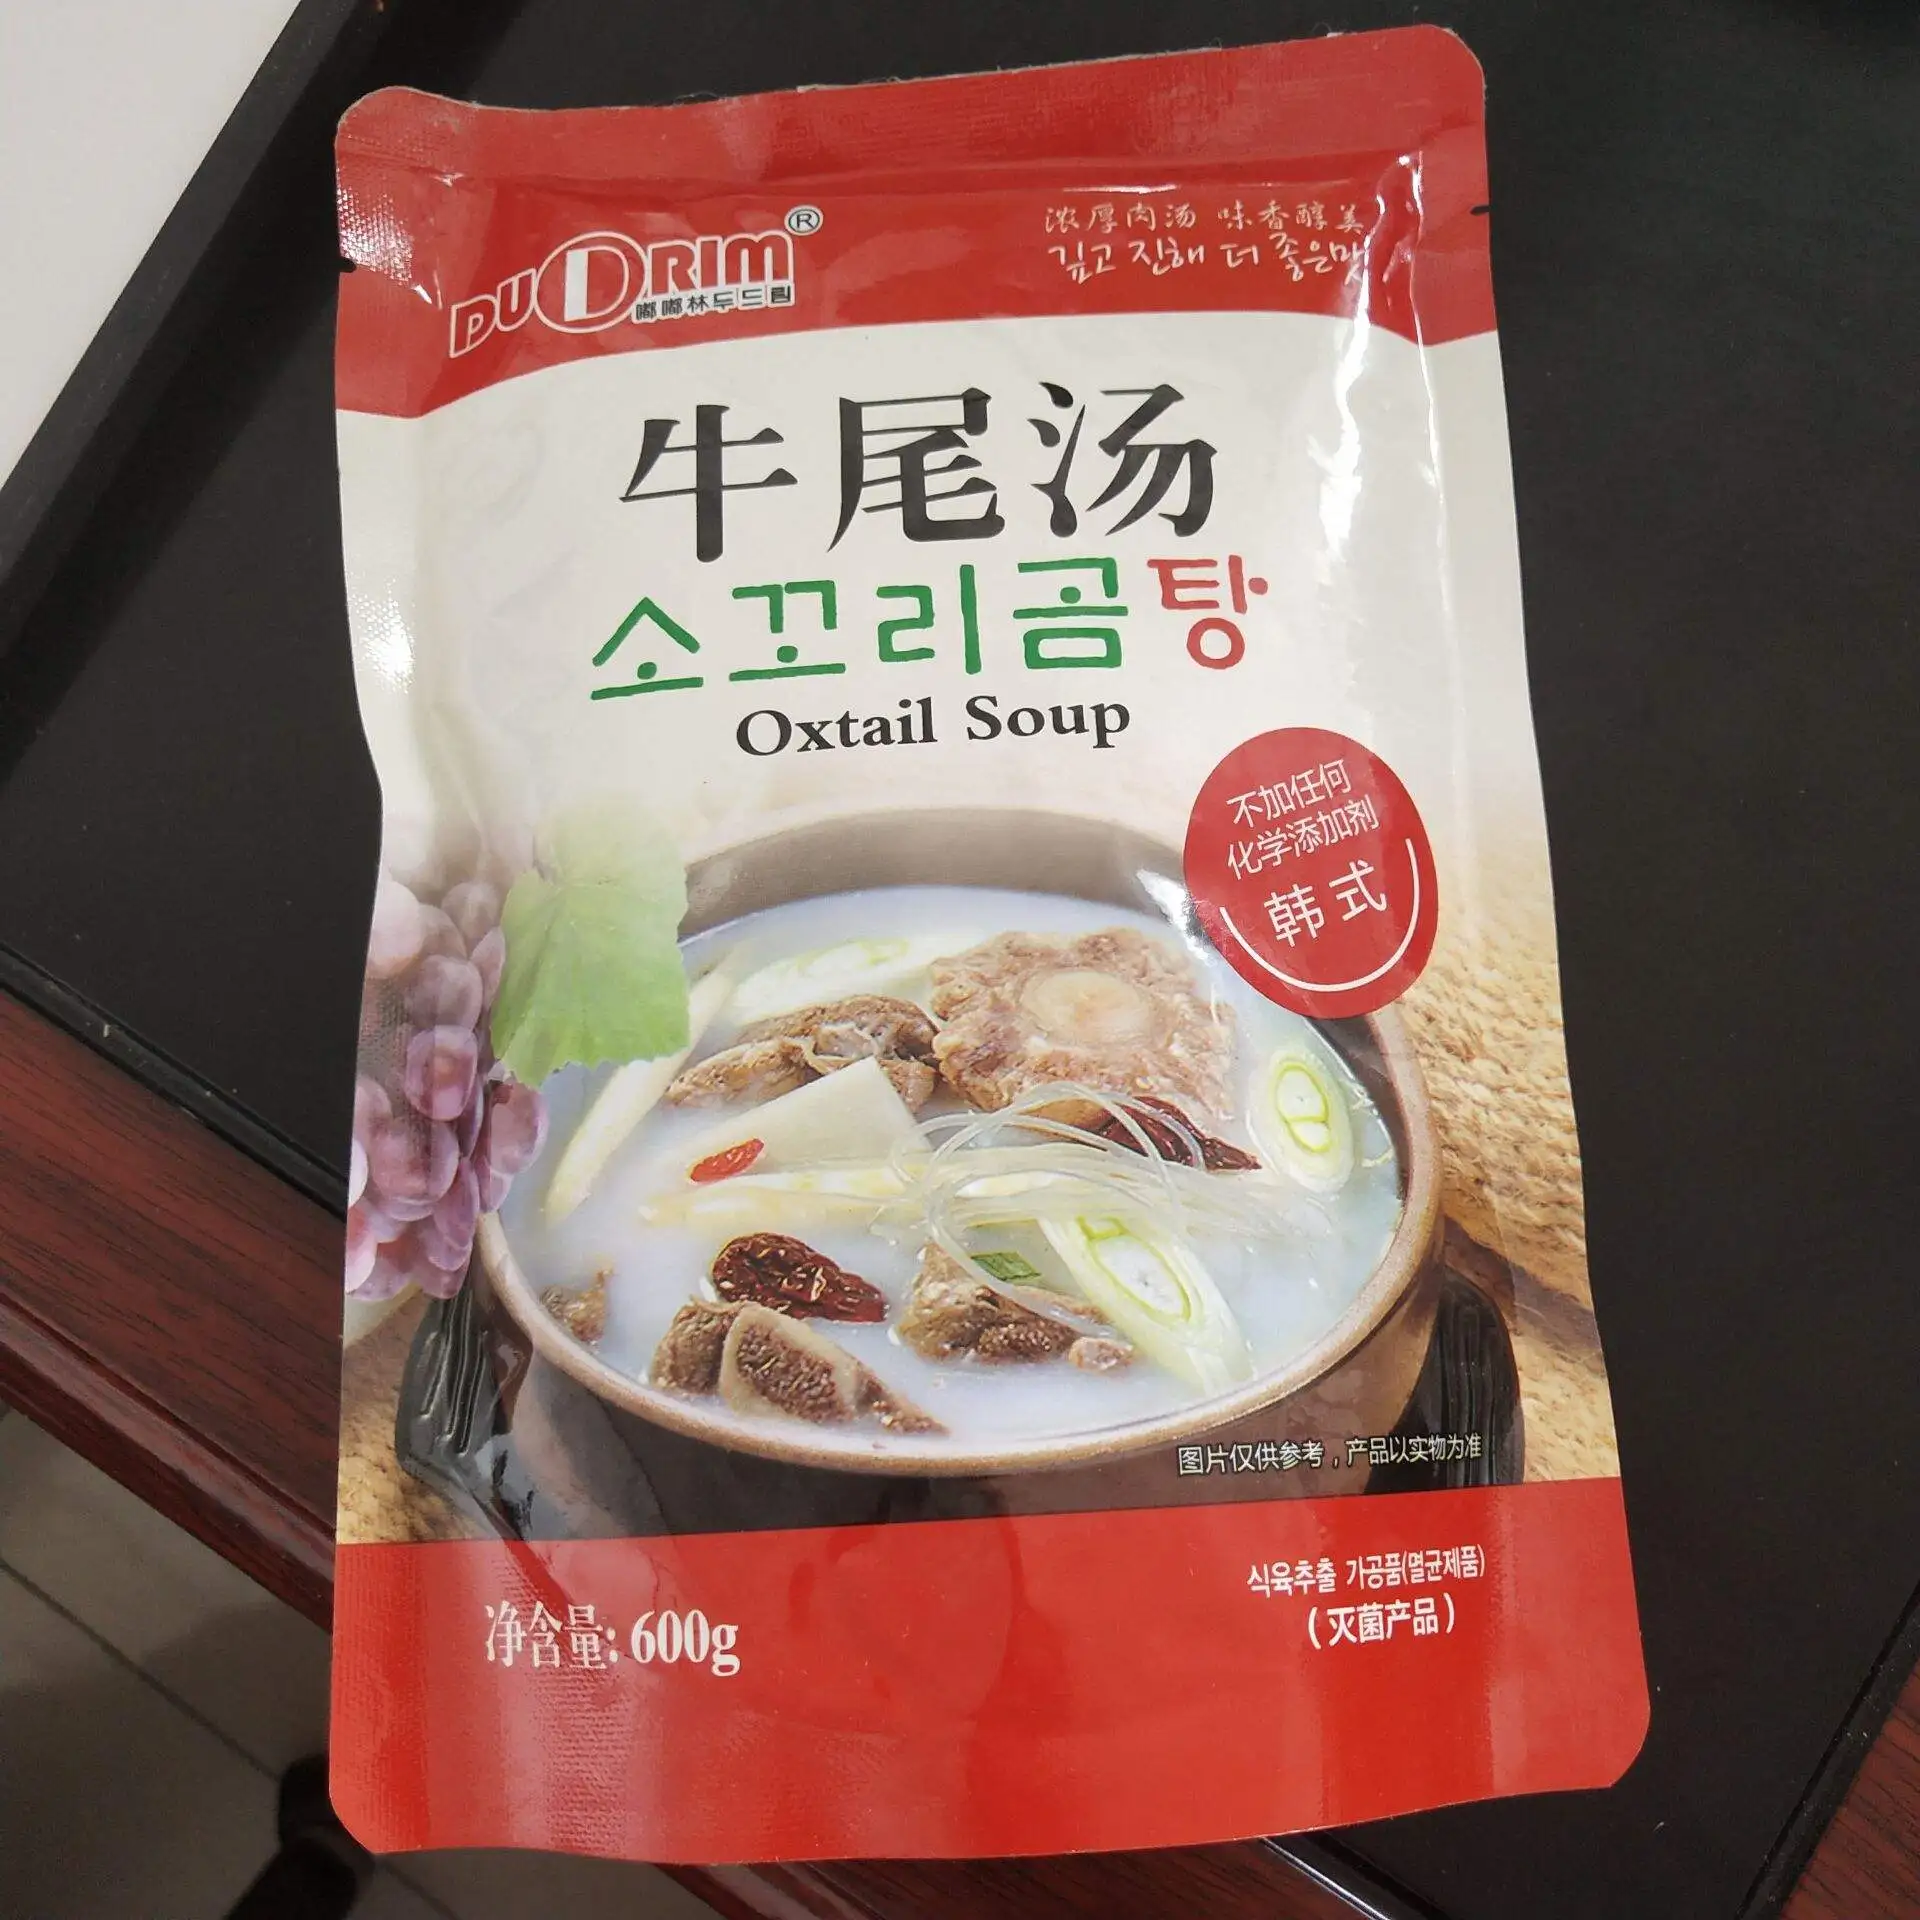 DUDRIM®
嘟嘟林두드림
浓厚肉汤 味香醇美
깊고 진해 더 좋은맛
牛尾汤
소꼬리곰탕
Oxtail Soup
不加任何
化学添加剂
韩式
图片仅供参考，产品以实物为准
净含量: 600g
식육추출 가공품(멸균제품)
（灭菌产品）